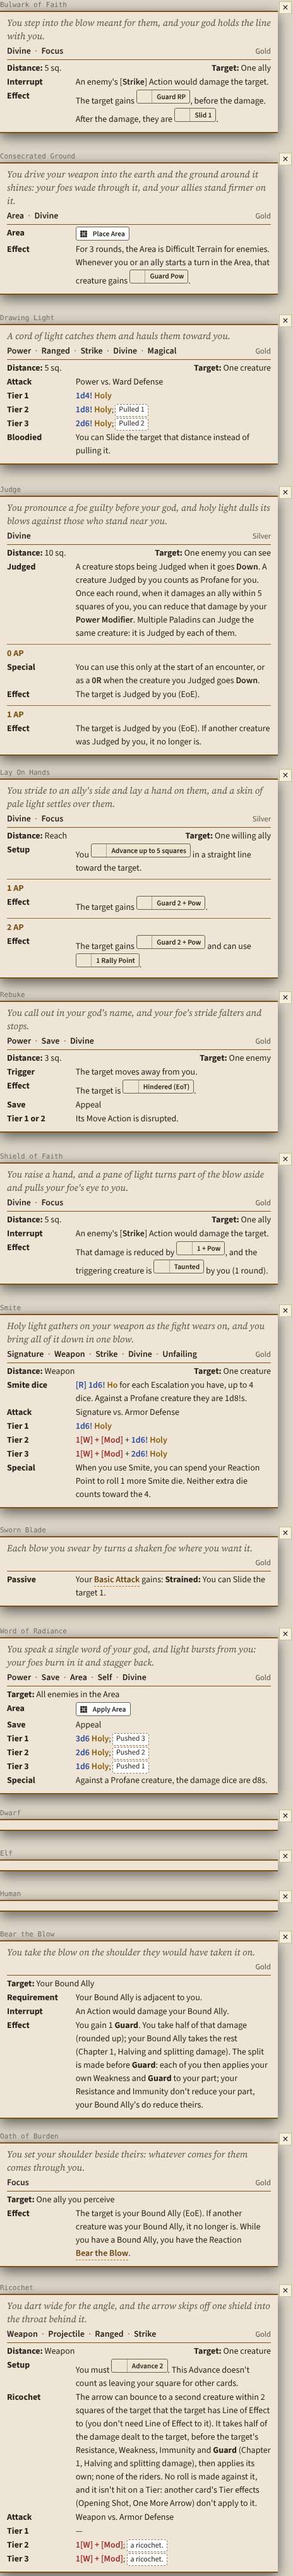 Bulwark of Faith
You step into the blow meant for them, and your god holds the line
with you.
Divine · Focus Gold
Distance: 5 sq. Target: One ally
Interrupt An enemy's [Strike] Action would damage the target.
Effect The target gains Guard RP, before the damage.
After the damage, they are Slid 1.
Consecrated Ground
You drive your weapon into the earth and the ground around it
shines: your foes wade through it, and your allies stand firmer on
it.
Area · Divine Gold
Area Place Area
Effect For 3 rounds, the Area is Difficult Terrain for enemies.
Whenever you or an ally starts a turn in the Area, that
creature gains Guard Pow.
Drawing Light
A cord of light catches them and hauls them toward you.
Power · Ranged · Strike · Divine · Magical Gold
Distance: 5 sq. Target: One creature
Attack Power vs. Ward Defense
Tier 1 1d4! Holy
Tier 2 1d8! Holy; Pulled 1
Tier 3 2d6! Holy; Pulled 2
Bloodied You can Slide the target that distance instead of
pulling it.
Judge
You pronounce a foe guilty before your god, and holy light dulls its
blows against those who stand near you.
Divine Silver
Distance: 10 sq. Target: One enemy you can see
Judged A creature stops being Judged when it goes Down. A
creature Judged by you counts as Profane for you.
Once each round, when it damages an ally within 5
squares of you, you can reduce that damage by your
Power Modifier. Multiple Paladins can Judge the
same creature: it is Judged by each of them.
0 AP
Special You can use this only at the start of an encounter, or
as a 0R when the creature you Judged goes Down.
Effect The target is Judged by you (EoE).
1 AP
Effect The target is Judged by you (EoE). If another creature
was Judged by you, it no longer is.
Lay On Hands
You stride to an ally's side and lay a hand on them, and a skin of
pale light settles over them.
Divine · Focus Silver
Distance: Reach Target: One willing ally
Setup You Advance up to 5 squares in a straight line
toward the target.
1 AP
Effect The target gains Guard 2 + Pow.
2 AP
Effect The target gains Guard 2 + Pow and can use
1 Rally Point.
Rebuke
You call out in your god's name, and your foe's stride falters and
stops.
Power · Save · Divine Gold
Distance: 3 sq. Target: One enemy
Trigger The target moves away from you.
Effect The target is Hindered (EoT).
Save Appeal
Tier 1 or 2 Its Move Action is disrupted.
Shield of Faith
You raise a hand, and a pane of light turns part of the blow aside
and pulls your foe's eye to you.
Divine · Focus Gold
Distance: 5 sq. Target: One ally
Interrupt An enemy's [Strike] Action would damage the target.
Effect That damage is reduced by 1 + Pow, and the
triggering creature is Taunted by you (1 round).
Smite
Holy light gathers on your weapon as the fight wears on, and you
bring all of it down in one blow.
Signature · Weapon · Strike · Divine · Unfailing Gold
Distance: Weapon Target: One creature
Smite dice [R] 1d6! Ho for each Escalation you have, up to 4
dice. Against a Profane creature they are 1d8!s.
Attack Signature vs. Armor Defense
Tier 1 1d6! Holy
Tier 2 1[W] + [Mod] + 1d6! Holy
Tier 3 1[W] + [Mod] + 2d6! Holy
Special When you use Smite, you can spend your Reaction
Point to roll 1 more Smite die. Neither extra die
counts toward the 4.
Sworn Blade
Each blow you swear by turns a shaken foe where you want it.
Gold
Passive Your Basic Attack gains: Strained: You can Slide the
target 1.
Word of Radiance
You speak a single word of your god, and light bursts from you:
your foes burn in it and stagger back.
Power · Save · Area · Self · Divine Gold
Target: All enemies in the Area
Area Apply Area
Save Appeal
Tier 1 3d6 Holy; Pushed 3
Tier 2 2d6 Holy; Pushed 2
Tier 3 1d6 Holy; Pushed 1
Special Against a Profane creature, the damage dice are d8s.
Dwarf
Elf
Human
Bear the Blow
You take the blow on the shoulder they would have taken it on.
Gold
Target: Your Bound Ally
Requirement Your Bound Ally is adjacent to you.
Interrupt An Action would damage your Bound Ally.
Effect You gain 1 Guard. You take half of that damage
(rounded up); your Bound Ally takes the rest
(Chapter 1, Halving and splitting damage). The split
is made before Guard: each of you then applies your
own Weakness and Guard to your part; your
Resistance and Immunity don't reduce your part,
your Bound Ally's do reduce theirs.
Oath of Burden
You set your shoulder beside theirs: whatever comes for them
comes through you.
Focus Gold
Target: One ally you perceive
Effect The target is your Bound Ally (EoE). If another
creature was your Bound Ally, it no longer is. While
you have a Bound Ally, you have the Reaction
Bear the Blow.
Ricochet
You dart wide for the angle, and the arrow skips off one shield into
the throat behind it.
Weapon · Projectile · Ranged · Strike Gold
Distance: Weapon Target: One creature
Setup You must Advance 2. This Advance doesn't
count as leaving your square for other cards.
Ricochet The arrow can bounce to a second creature within 2
squares of the target that the target has Line of Effect
to (you don't need Line of Effect to it). It takes half of
the damage dealt to the target, before the target's
Resistance, Weakness, Immunity and Guard (Chapter
1, Halving and splitting damage), then applies its
own; none of the riders. No roll is made against it,
and it isn't hit on a Tier: another card's Tier effects
(Opening Shot, One More Arrow) don't apply to it.
Attack Weapon vs. Armor Defense
Tier 1 —
Tier 2 1[W] + [Mod]; a ricochet.
Tier 3 1[W] + [Mod]; a ricochet.